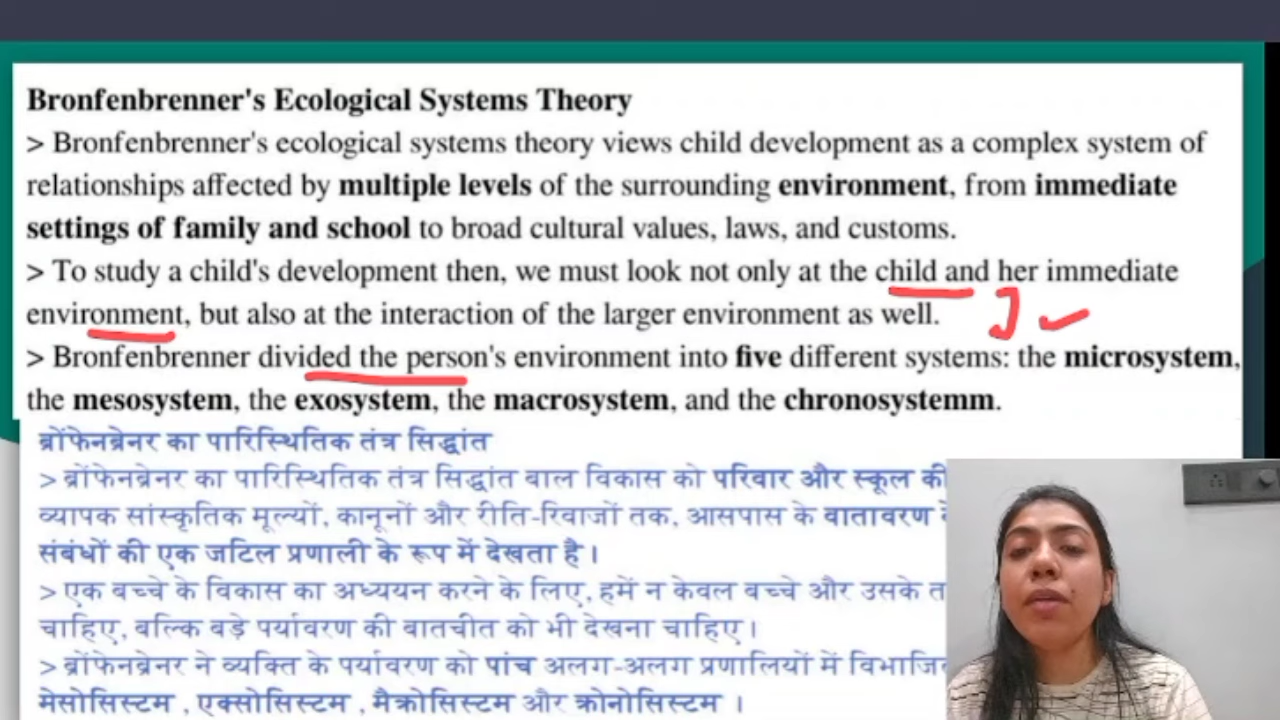 Bronfenbrenner's Ecological Systems Theory
> Bronfenbrenner's ecological systems theory views child development as a complex system of
relationships affected by multiple levels of the surrounding environment, from immediate
settings of family and school to broad cultural values, laws, and customs.
> To study a child's development then, we must look not only at the child and her immediate
environment, but also at the interaction of the larger environment as well.
> Bronfenbrenner divided the person's environment into five different systems: the microsystem,
the mesosystem, the exosystem, the macrosystem, and the chronosystemm.
ब्रोंफेनब्रेनर का पारिस्थितिक तंत्र सिद्धांत
> ब्रोंफेनब्रेनर का पारिस्थितिक तंत्र सिद्धांत बाल विकास को परिवार और स्कूल की
व्यापक सांस्कृतिक मूल्यों, कानूनों और रीति-रिवाजों तक, आसपास के वातावरण
संबंधों की एक जटिल प्रणाली के रूप में देखता है।
> एक बच्चे के विकास का अध्ययन करने के लिए, हमें न केवल बच्चे और उसके
चाहिए, बल्कि बड़े पर्यावरण की बातचीत को भी देखना चाहिए।
> ब्रोंफेनब्रेनर ने व्यक्ति के पर्यावरण को पांच अलग-अलग प्रणालियों में
मेसोसिस्टम , एक्सोसिस्टम , मैक्रोसिस्टम और क्रोनोसिस्टम ।